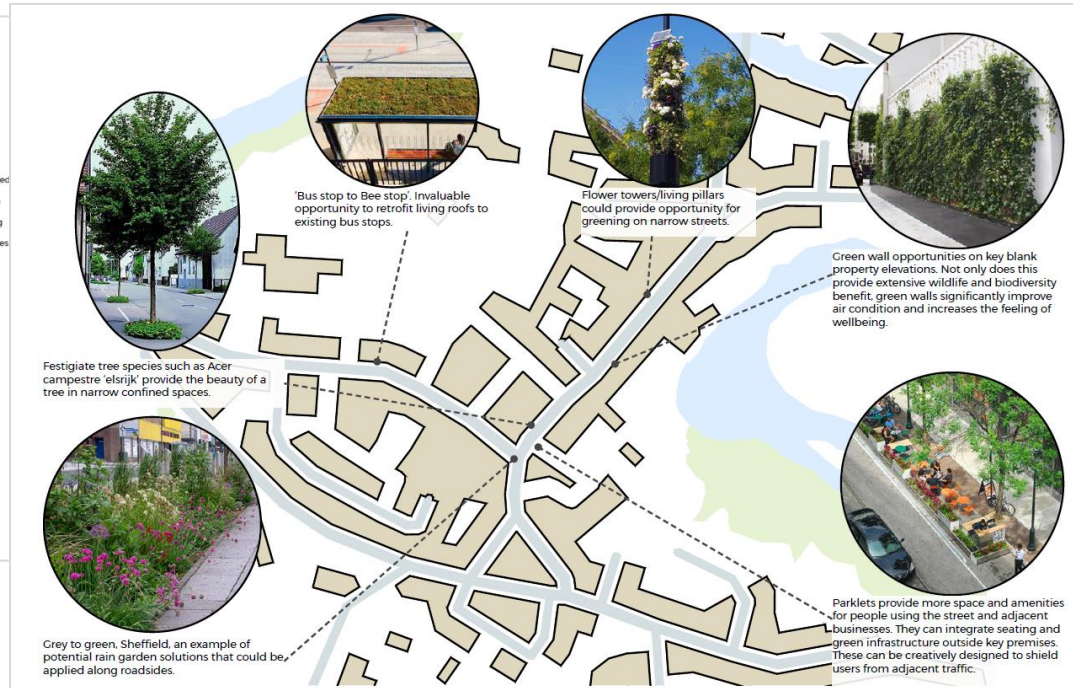 'Bus stop to Bee stop'. Invaluable
opportunity to retrofit living roofs to
existing bus stops.
Flower towers/living pillars
could provide opportunity for
greening on narrow streets.
Green wall opportunities on key blank
property elevations. Not only does this
provide extensive wildlife and biodiversity
benefit, green walls significantly improve
air condition and increases the feeling of
wellbeing.
Festigiate tree species such as Acer
campestre 'elsrijk' provide the beauty of a
tree in narrow confined spaces.
Grey to green, Sheffield, an example of
potential rain garden solutions that could be
applied along roadsides.
Parklets provide more space and amenities
for people using the street and adjacent
businesses. They can integrate seating and
green infrastructure outside key premises.
These can be creatively designed to shield
users from adjacent traffic.